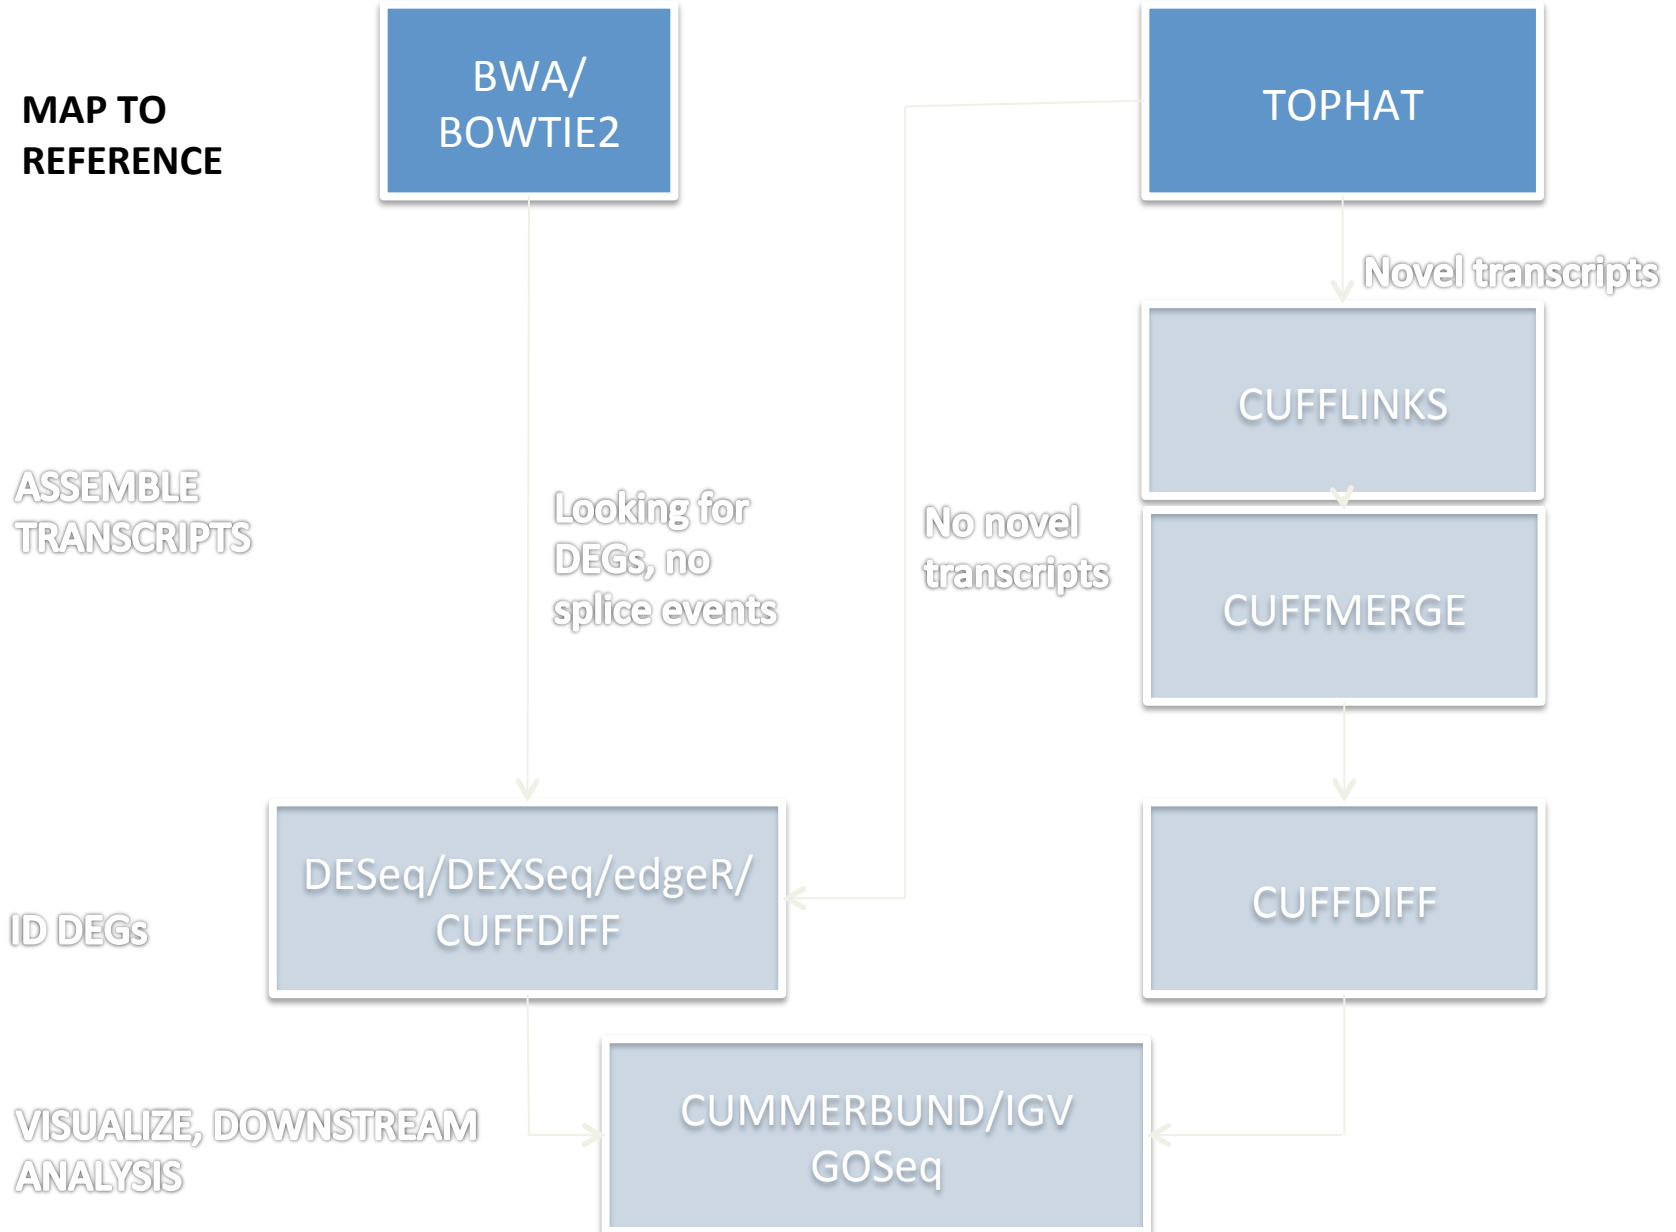 MAP TO
REFERENCE
BWA/
BOWTIE2
TOPHAT
Novel transcripts
CUFFLINKS
ASSEMBLE
TRANSCRIPTS
Looking for
DEGs, no
splice events
No novel
transcripts
CUFFMERGE
ID DEGs
DESeq/DEXSeq/edgeR/
CUFFDIFF
CUFFDIFF
VISUALIZE, DOWNSTREAM
ANALYSIS
CUMMERBUND/IGV
GOSeq